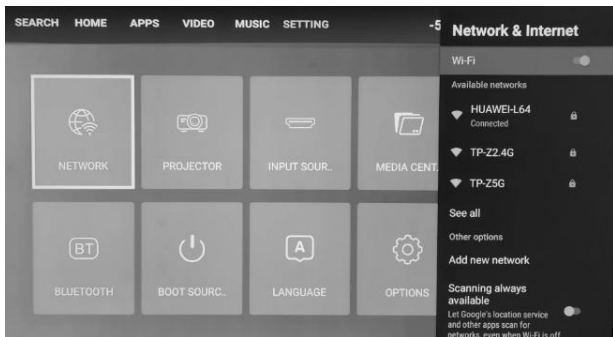 SEARCH HOME APPS VIDEO MUSIC SETTING -5
NETWORK
PROJECTOR
INPUT SOUR..
MEDIA CENT.
BT
BLUETOOTH
BOOT SOURC..
A
LANGUAGE
OPTIONS
Network & Internet
Wi-Fi
Available networks
HUAWEI-L64
Connected
TP-Z2.4G
TP-Z5G
See all
Other options
Add new network
Scanning always
available
Let Google's location service
and other apps scan for
networks, even when Wi-Fi is off